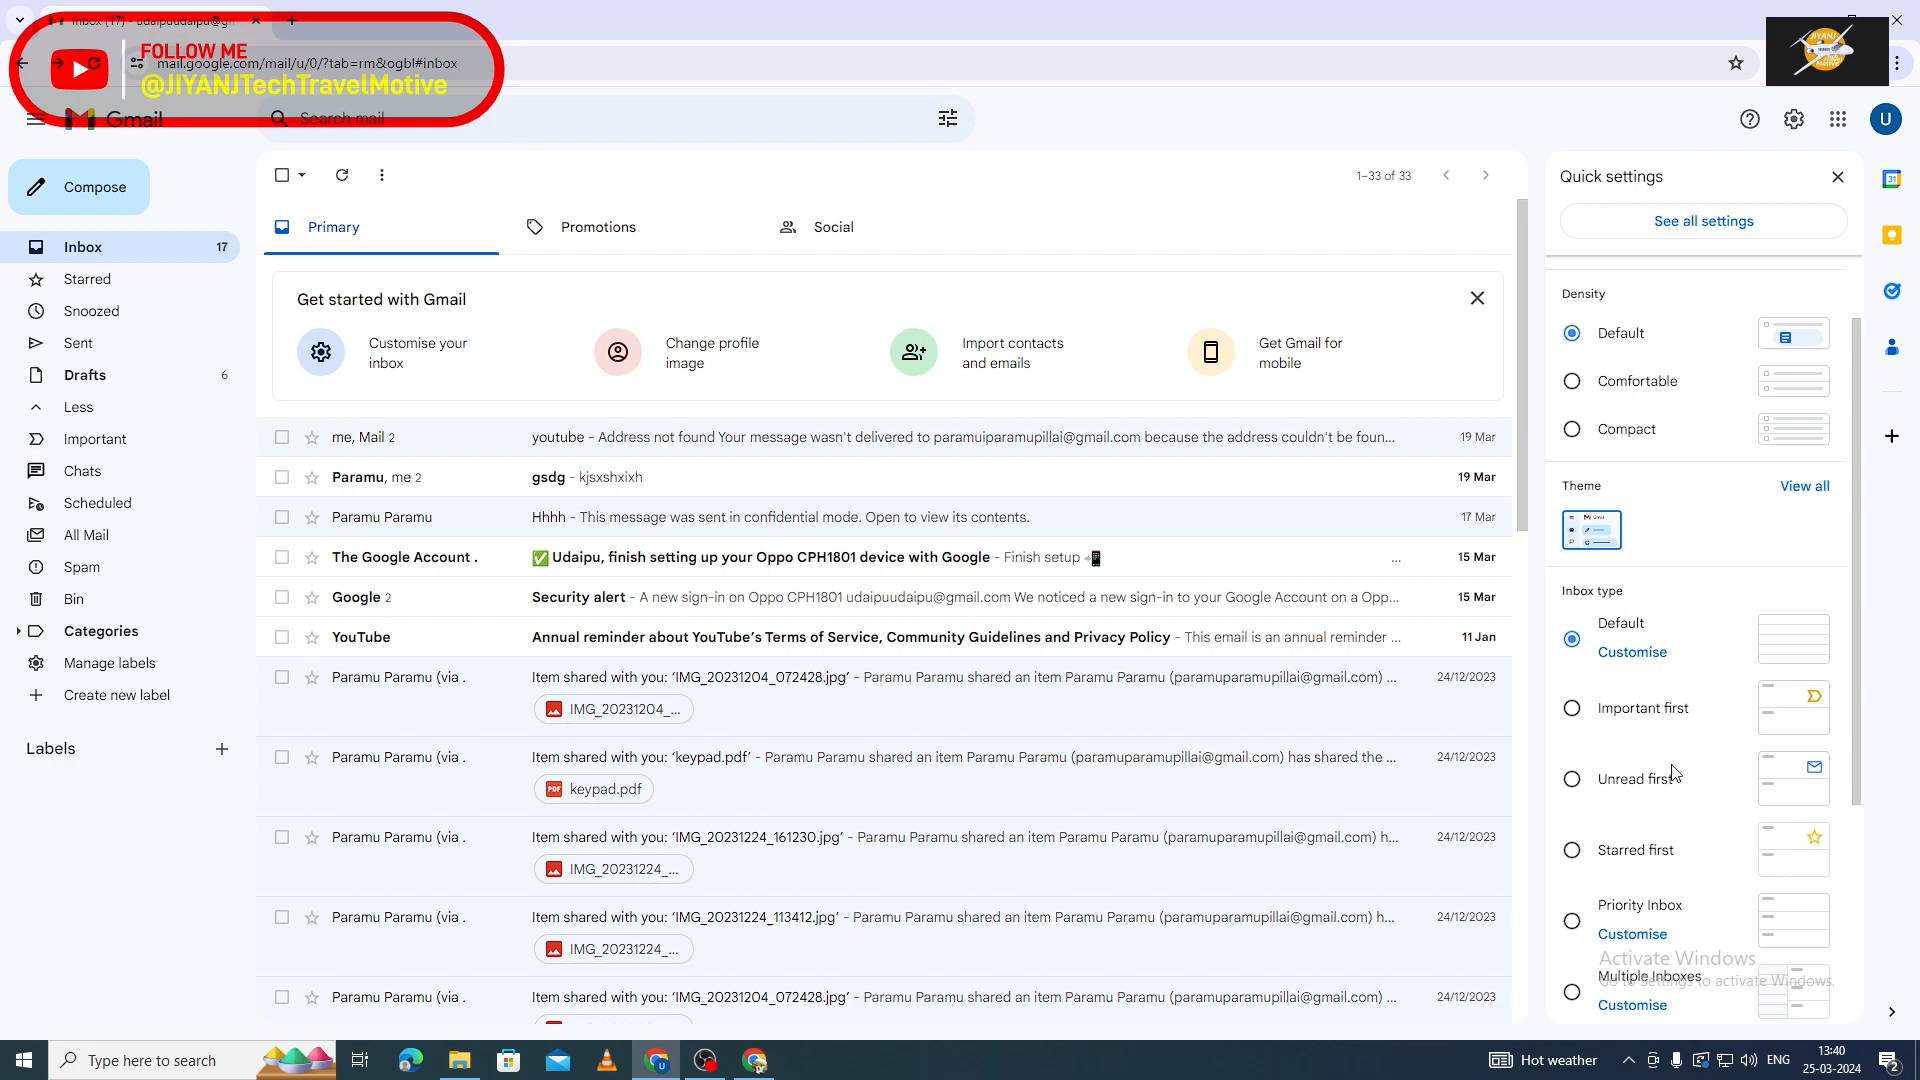 Inbox (17) - udaipuudaipu@gm
FOLLOW ME
@JIYANJTechTravelMotive
mail.google.com/mail/u/0/?tab=rm&ogbl#inbox
Gmail
Search mail
U
Compose
Inbox 17
Starred
Snoozed
Sent
Drafts 6
Less
Important
Chats
Scheduled
All Mail
Spam
Bin
Categories
Manage labels
Create new label
Labels
1–33 of 33
Primary
Promotions
Social
Get started with Gmail
Customise your
inbox
Change profile
image
Import contacts
and emails
Get Gmail for
mobile
me, Mail 2 youtube - Address not found Your message wasn't delivered to paramuiparamupillai@gmail.com because the address couldn't be foun... 19 Mar
Paramu, me 2 gsdg - kjsxshxixh 19 Mar
Paramu Paramu Hhhh - This message was sent in confidential mode. Open to view its contents. 17 Mar
The Google Account . ✅ Udaipu, finish setting up your Oppo CPH1801 device with Google - Finish setup 📲 ... 15 Mar
Google 2 Security alert - A new sign-in on Oppo CPH1801 udaipuudaipu@gmail.com We noticed a new sign-in to your Google Account on a Opp... 15 Mar
YouTube Annual reminder about YouTube's Terms of Service, Community Guidelines and Privacy Policy - This email is an annual reminder ... 11 Jan
Paramu Paramu (via . Item shared with you: ‘IMG_20231204_072428.jpg’ - Paramu Paramu shared an item Paramu Paramu (paramuparamupillai@gmail.com) ... 24/12/2023
IMG_20231204_...
Paramu Paramu (via . Item shared with you: ‘keypad.pdf’ - Paramu Paramu shared an item Paramu Paramu (paramuparamupillai@gmail.com) has shared the ... 24/12/2023
PDF keypad.pdf
Paramu Paramu (via . Item shared with you: ‘IMG_20231224_161230.jpg’ - Paramu Paramu shared an item Paramu Paramu (paramuparamupillai@gmail.com) h... 24/12/2023
IMG_20231224_...
Paramu Paramu (via . Item shared with you: ‘IMG_20231224_113412.jpg’ - Paramu Paramu shared an item Paramu Paramu (paramuparamupillai@gmail.com) h... 24/12/2023
IMG_20231224_...
Paramu Paramu (via . Item shared with you: ‘IMG_20231204_072428.jpg’ - Paramu Paramu shared an item Paramu Paramu (paramuparamupillai@gmail.com) ... 24/12/2023
Quick settings
See all settings
Density
Default
Comfortable
Compact
Theme View all
Inbox type
Default
Customise
Important first
Unread first
Starred first
Priority Inbox
Customise
Multiple Inboxes
Customise
Activate Windows
Go to Settings to activate Windows.
31
Type here to search
Hot weather
ENG
13:40
25-03-2024
2